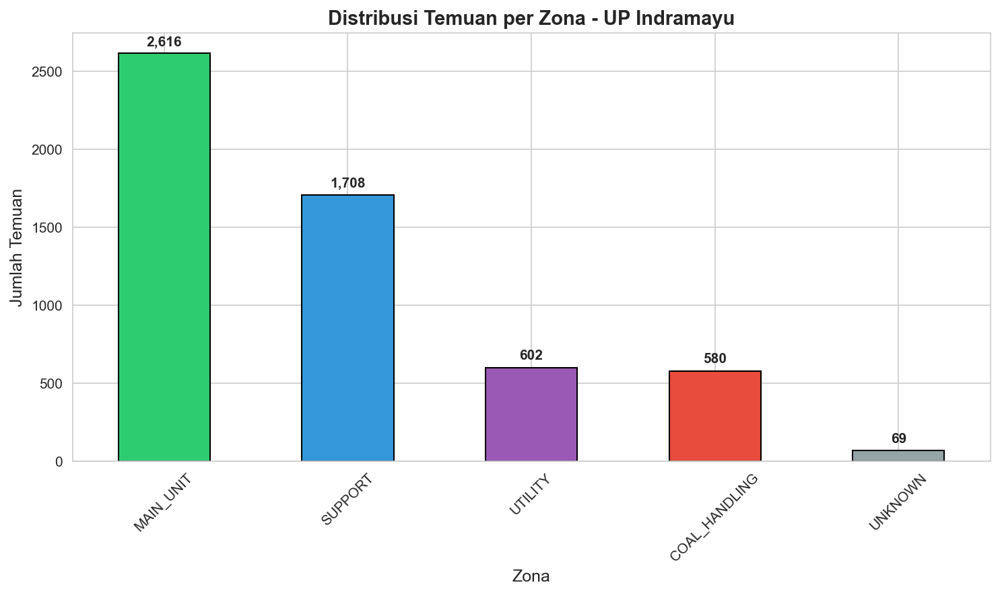 Distribusi Temuan per Zona - UP Indramayu
Jumlah Temuan
2500
2000
1500
1000
500
0
2,616
1,708
602
580
69
MAIN_UNIT
SUPPORT
UTILITY
COAL_HANDLING
UNKNOWN
Zona